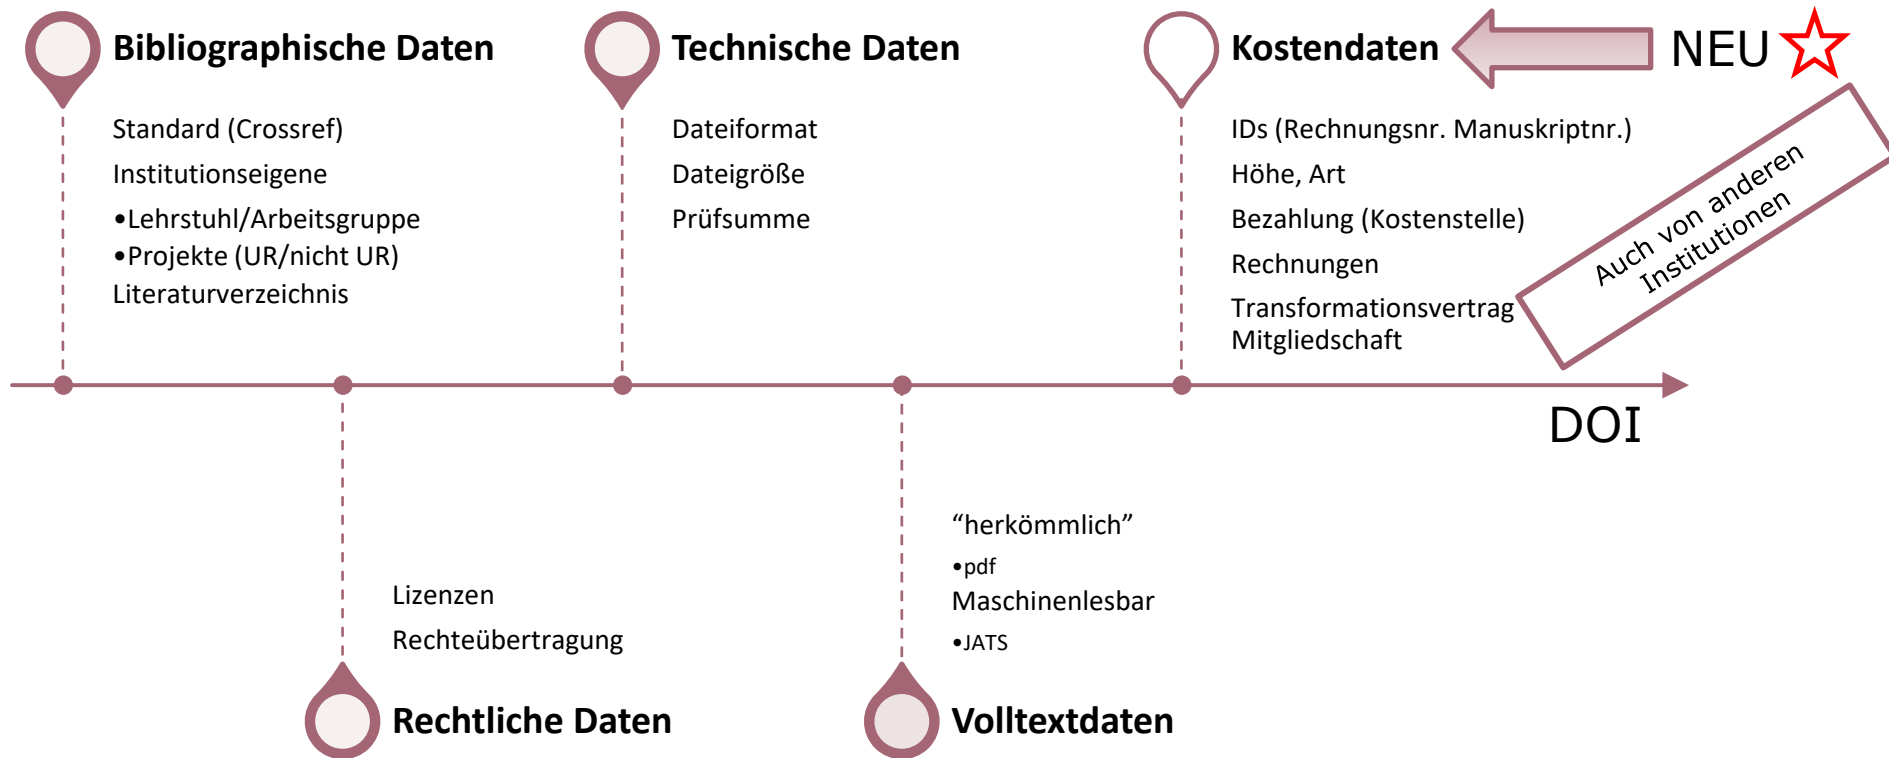 Bibliographische Daten
Standard (Crossref)
Institutionseigene
•Lehrstuhl/Arbeitsgruppe
•Projekte (UR/nicht UR)
Literaturverzeichnis
Technische Daten
Dateiformat
Dateigröße
Prüfsumme
Kostendaten
NEU
IDs (Rechnungsnr. Manuskriptnr.)
Höhe, Art
Bezahlung (Kostenstelle)
Rechnungen
Transformationsvertrag
Mitgliedschaft
Auch von anderen
Institutionen
DOI
Lizenzen
Rechteübertragung
Rechtliche Daten
“herkömmlich”
•pdf
Maschinenlesbar
•JATS
Volltextdaten